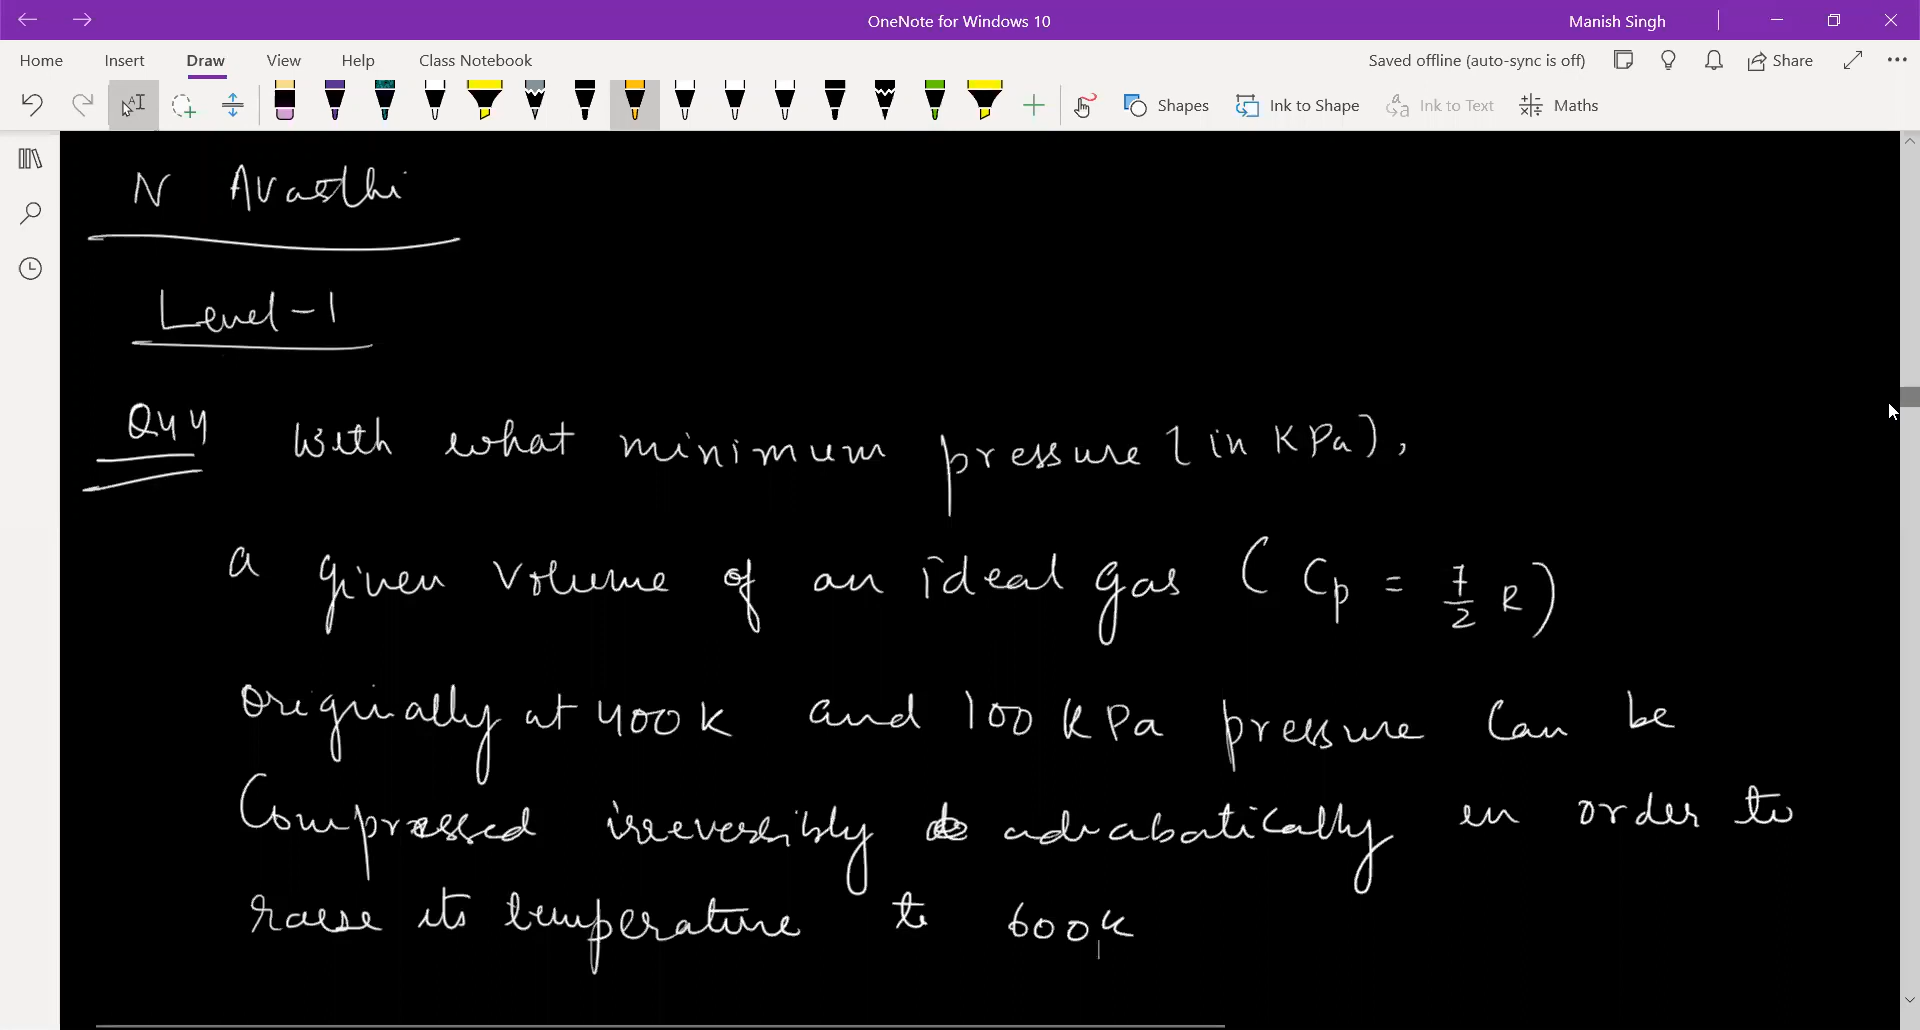 OneNote for Windows 10
Manish Singh
Home Insert Draw View Help Class Notebook
Saved offline (auto-sync is off) Share
Shapes Ink to Shape Ink to Text Maths
N Avasthi
Level-1
Q44 With what minimum pressure (in KPa),
a given volume of an ideal gas ( Cp = 7/2 R)
originally at 400 K and 100 KPa pressure can be
Compressed irreversibly adiabatically in order to
raise its temperature to 600K